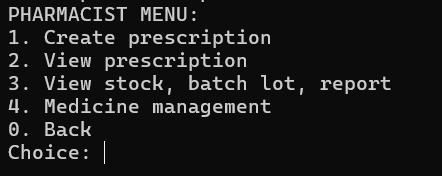 PHARMACIST MENU:
1. Create prescription
2. View prescription
3. View stock, batch lot, report
4. Medicine management
0. Back
Choice: